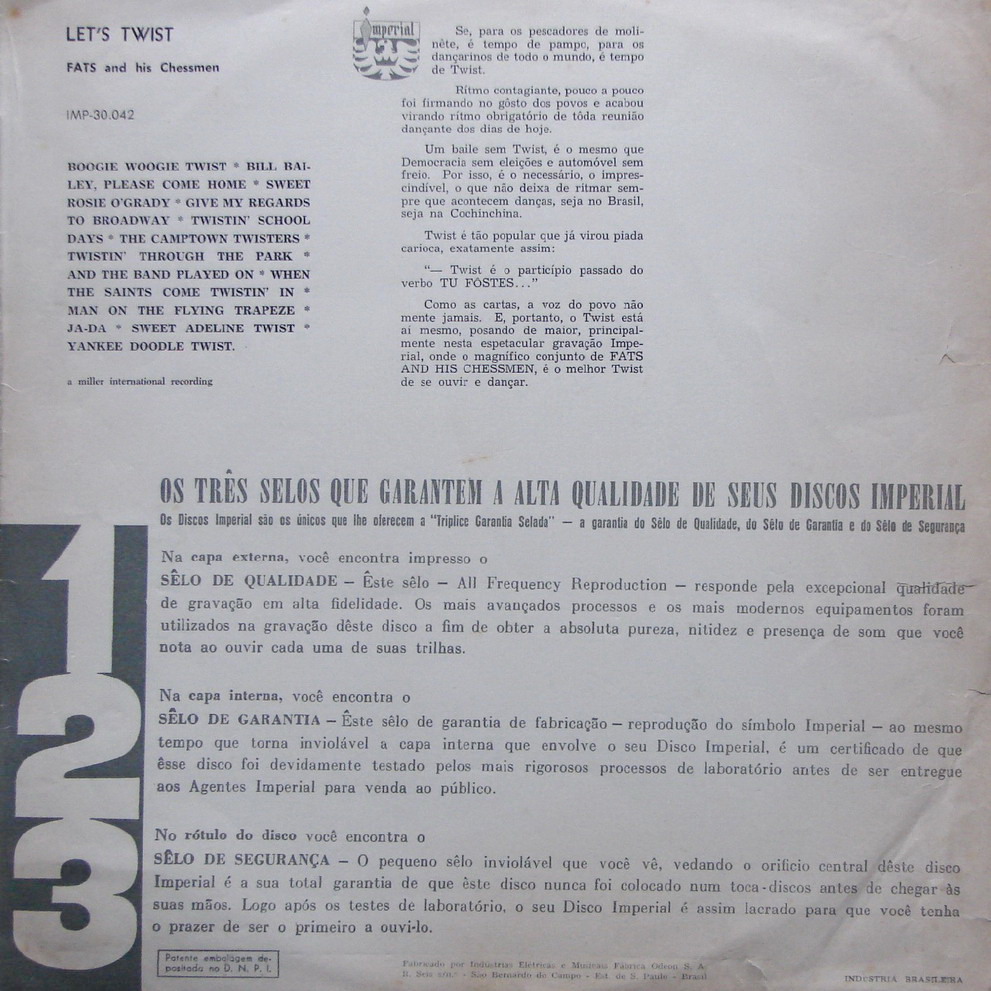 LET'S TWIST
FATS and his Chessmen
IMP-30.042
BOOGIE WOOGIE TWIST * BILL BAI-
LEY, PLEASE COME HOME * SWEET
ROSIE O'GRADY * GIVE MY REGARDS
TO BROADWAY * TWISTIN' SCHOOL
DAYS * THE CAMPTOWN TWISTERS *
TWISTIN' THROUGH THE PARK *
AND THE BAND PLAYED ON * WHEN
THE SAINTS COME TWISTIN' IN *
MAN ON THE FLYING TRAPEZE *
JA-DA * SWEET ADELINE TWIST *
YANKEE DOODLE TWIST.
a miller international recording
Imperial
Se, para os pescadores de moli-
nête, é tempo de pampo, para os
dançarinos de todo o mundo, é tempo
de Twist.
Ritmo contagiante, pouco a pouco
foi firmando no gôsto dos povos e acabou
virando ritmo obrigatório de tôda reunião
dançante dos dias de hoje.
Um baile sem Twist, é o mesmo que
Democracia sem eleições e automóvel sem
freio. Por isso, é o necessário, o impres-
cindível, o que não deixa de ritmar sem-
pre que acontecem danças, seja no Brasil,
seja na Cochinchina.
Twist é tão popular que já virou piada
carioca, exatamente assim:
"— Twist é o particípio passado do
verbo TU FÔSTES..."
Como as cartas, a voz do povo não
mente jamais. E, portanto, o Twist está
aí mesmo, posando de maior, principal-
mente nesta espetacular gravação Impe-
rial, onde o magnífico conjunto de FATS
AND HIS CHESSMEN, é o melhor Twist
de se ouvir e dançar.
OS TRÊS SELOS QUE GARANTEM A ALTA QUALIDADE DE SEUS DISCOS IMPERIAL
Os Discos Imperial são os únicos que lhe oferecem a "Tríplice Garantia Selada" — a garantia do Sêlo de Qualidade, do Sêlo de Garantia e do Sêlo de Segurança
1
Na capa externa, você encontra impresso o
SÊLO DE QUALIDADE – Êste sêlo – All Frequency Reproduction – responde pela excepcional qualidade
de gravação em alta fidelidade. Os mais avançados processos e os mais modernos equipamentos foram
utilizados na gravação dêste disco a fim de obter a absoluta pureza, nitidez e presença de som que você
nota ao ouvir cada uma de suas trilhas.
2
Na capa interna, você encontra o
SÊLO DE GARANTIA – Êste sêlo de garantia de fabricação – reprodução do símbolo Imperial – ao mesmo
tempo que torna inviolável a capa interna que envolve o seu Disco Imperial, é um certificado de que
êsse disco foi devidamente testado pelos mais rigorosos processos de laboratório antes de ser entregue
aos Agentes Imperial para venda ao público.
3
No rótulo do disco você encontra o
SÊLO DE SEGURANÇA – O pequeno sêlo inviolável que você vê, vedando o orifício central dêste disco
Imperial é a sua total garantia de que êste disco nunca foi colocado num toca-discos antes de chegar às
suas mãos. Logo após os testes de laboratório, o seu Disco Imperial é assim lacrado para que você tenha
o prazer de ser o primeiro a ouví-lo.
Patente embalagem de-
positada no D. N. P. I.
Fabricado por Indústrias Elétricas e Musicais Fábrica Odeon S. A.
R. Seis s/n.º - São Bernardo do Campo - Est. de S. Paulo - Brasil
INDÚSTRIA BRASILEIRA